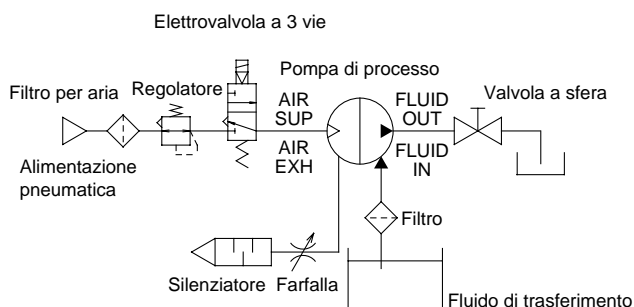 Elettrovalvola a 3 vie
Regolatore
Pompa di processo
Filtro per aria
AIR
SUP
FLUID
OUT
Valvola a sfera
AIR
EXH
FLUID
IN
Alimentazione
pneumatica
Filtro
Silenziatore
Farfalla
Fluido di trasferimento